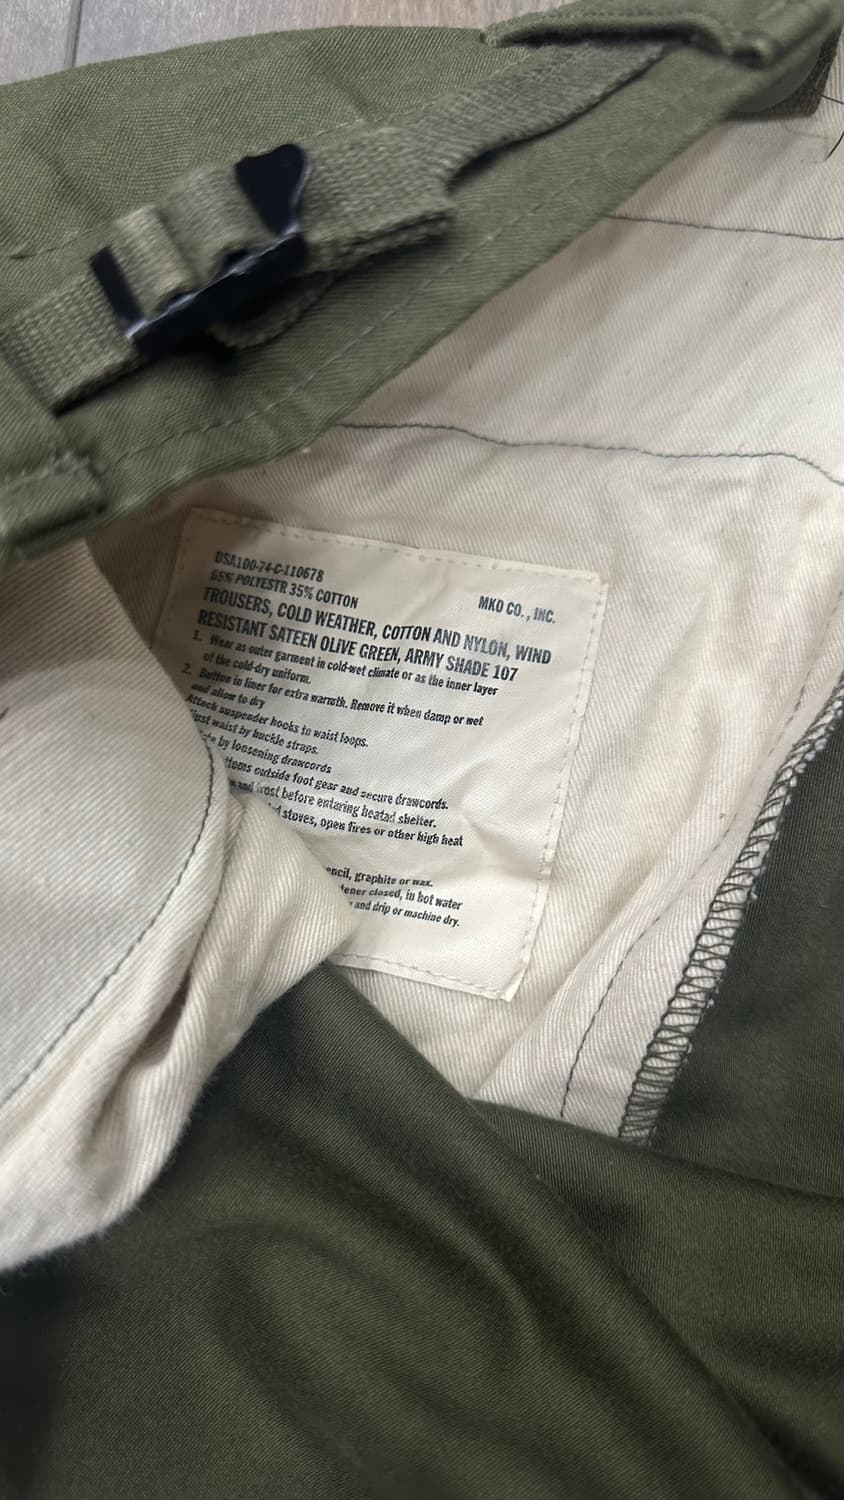 DSA100-74-C-110678
65% POLYESTR 35% COTTON
MKO CO., INC.
TROUSERS, COLD WEATHER, COTTON AND NYLON, WIND
RESISTANT SATEEN OLIVE GREEN, ARMY SHADE 107
1. Wear as outer garment in cold-wet climate or as the inner layer
of the cold-dry uniform.
2. Button in liner for extra warmth. Remove it when damp or wet
and allow to dry
Attach suspender hooks to waist loops.
waist by buckle straps.
by loosening drawcords
outside foot gear and secure drawcords.
and frost before entering heatad shelter.
stoves, open fires or other high heat
graphite or wax.
closed, in hot water
and drip or machine dry.